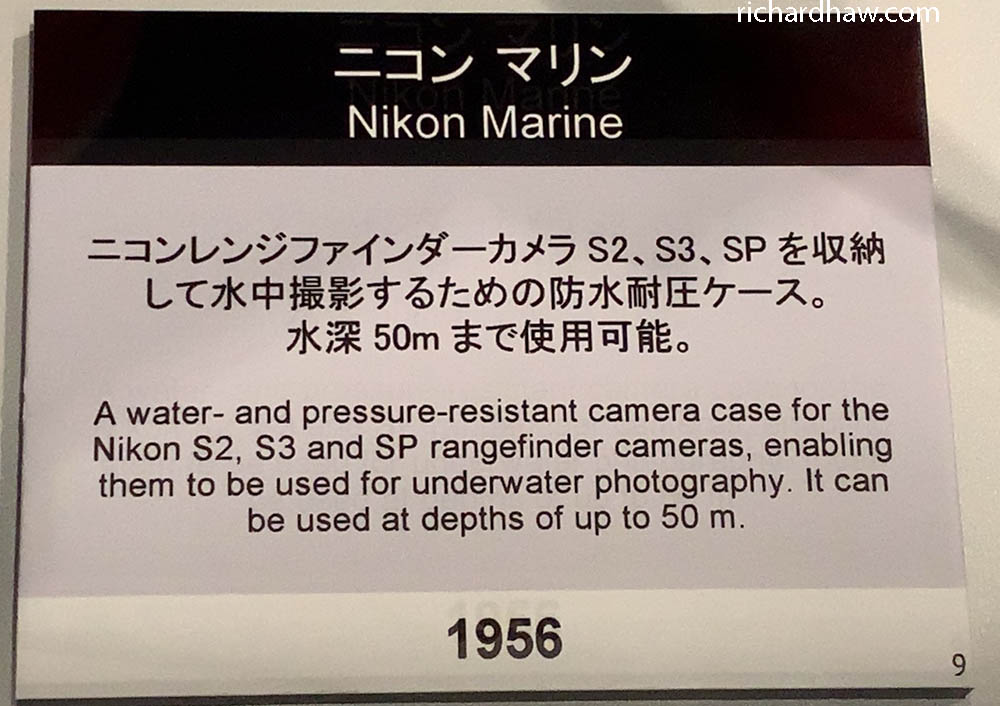 richardhaw.com
ニコン マリン
Nikon Marine
ニコンレンジファインダーカメラ S2、S3、SP を収納
して水中撮影するための防水耐圧ケース。
水深 50m まで使用可能。
A water- and pressure-resistant camera case for the
Nikon S2, S3 and SP rangefinder cameras, enabling
them to be used for underwater photography. It can
be used at depths of up to 50 m.
1956
9